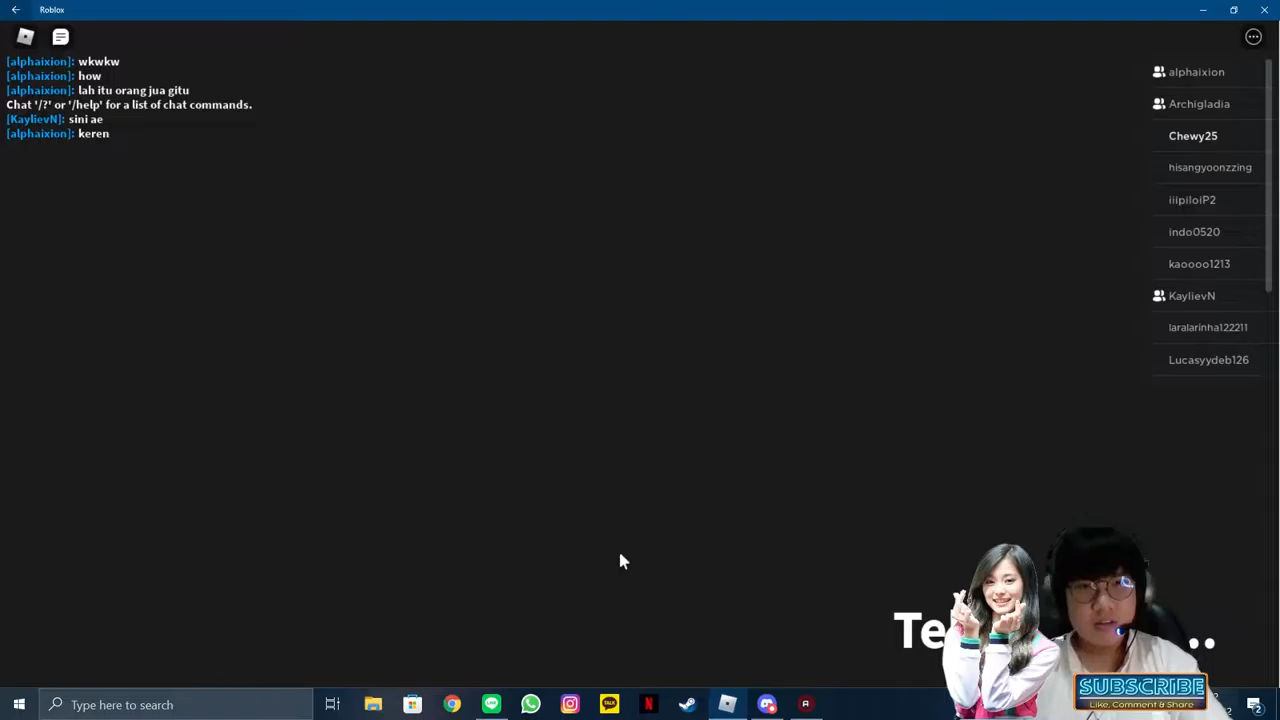 Roblox
[alphaixion]: wkwkw
[alphaixion]: how
[alphaixion]: lah itu orang jua gitu
Chat '/?' or '/help' for a list of chat commands.
[KaylievN]: sini ae
[alphaixion]: keren
alphaixion
Archigladia
Chewy25
hisangyoonzzing
iiipiloiP2
indo0520
kaoooo1213
KaylievN
laralarinha122211
Lucasyydeb126
SUBSCRIBE
Like, Comment & Share
Type here to search
TALK
N
2